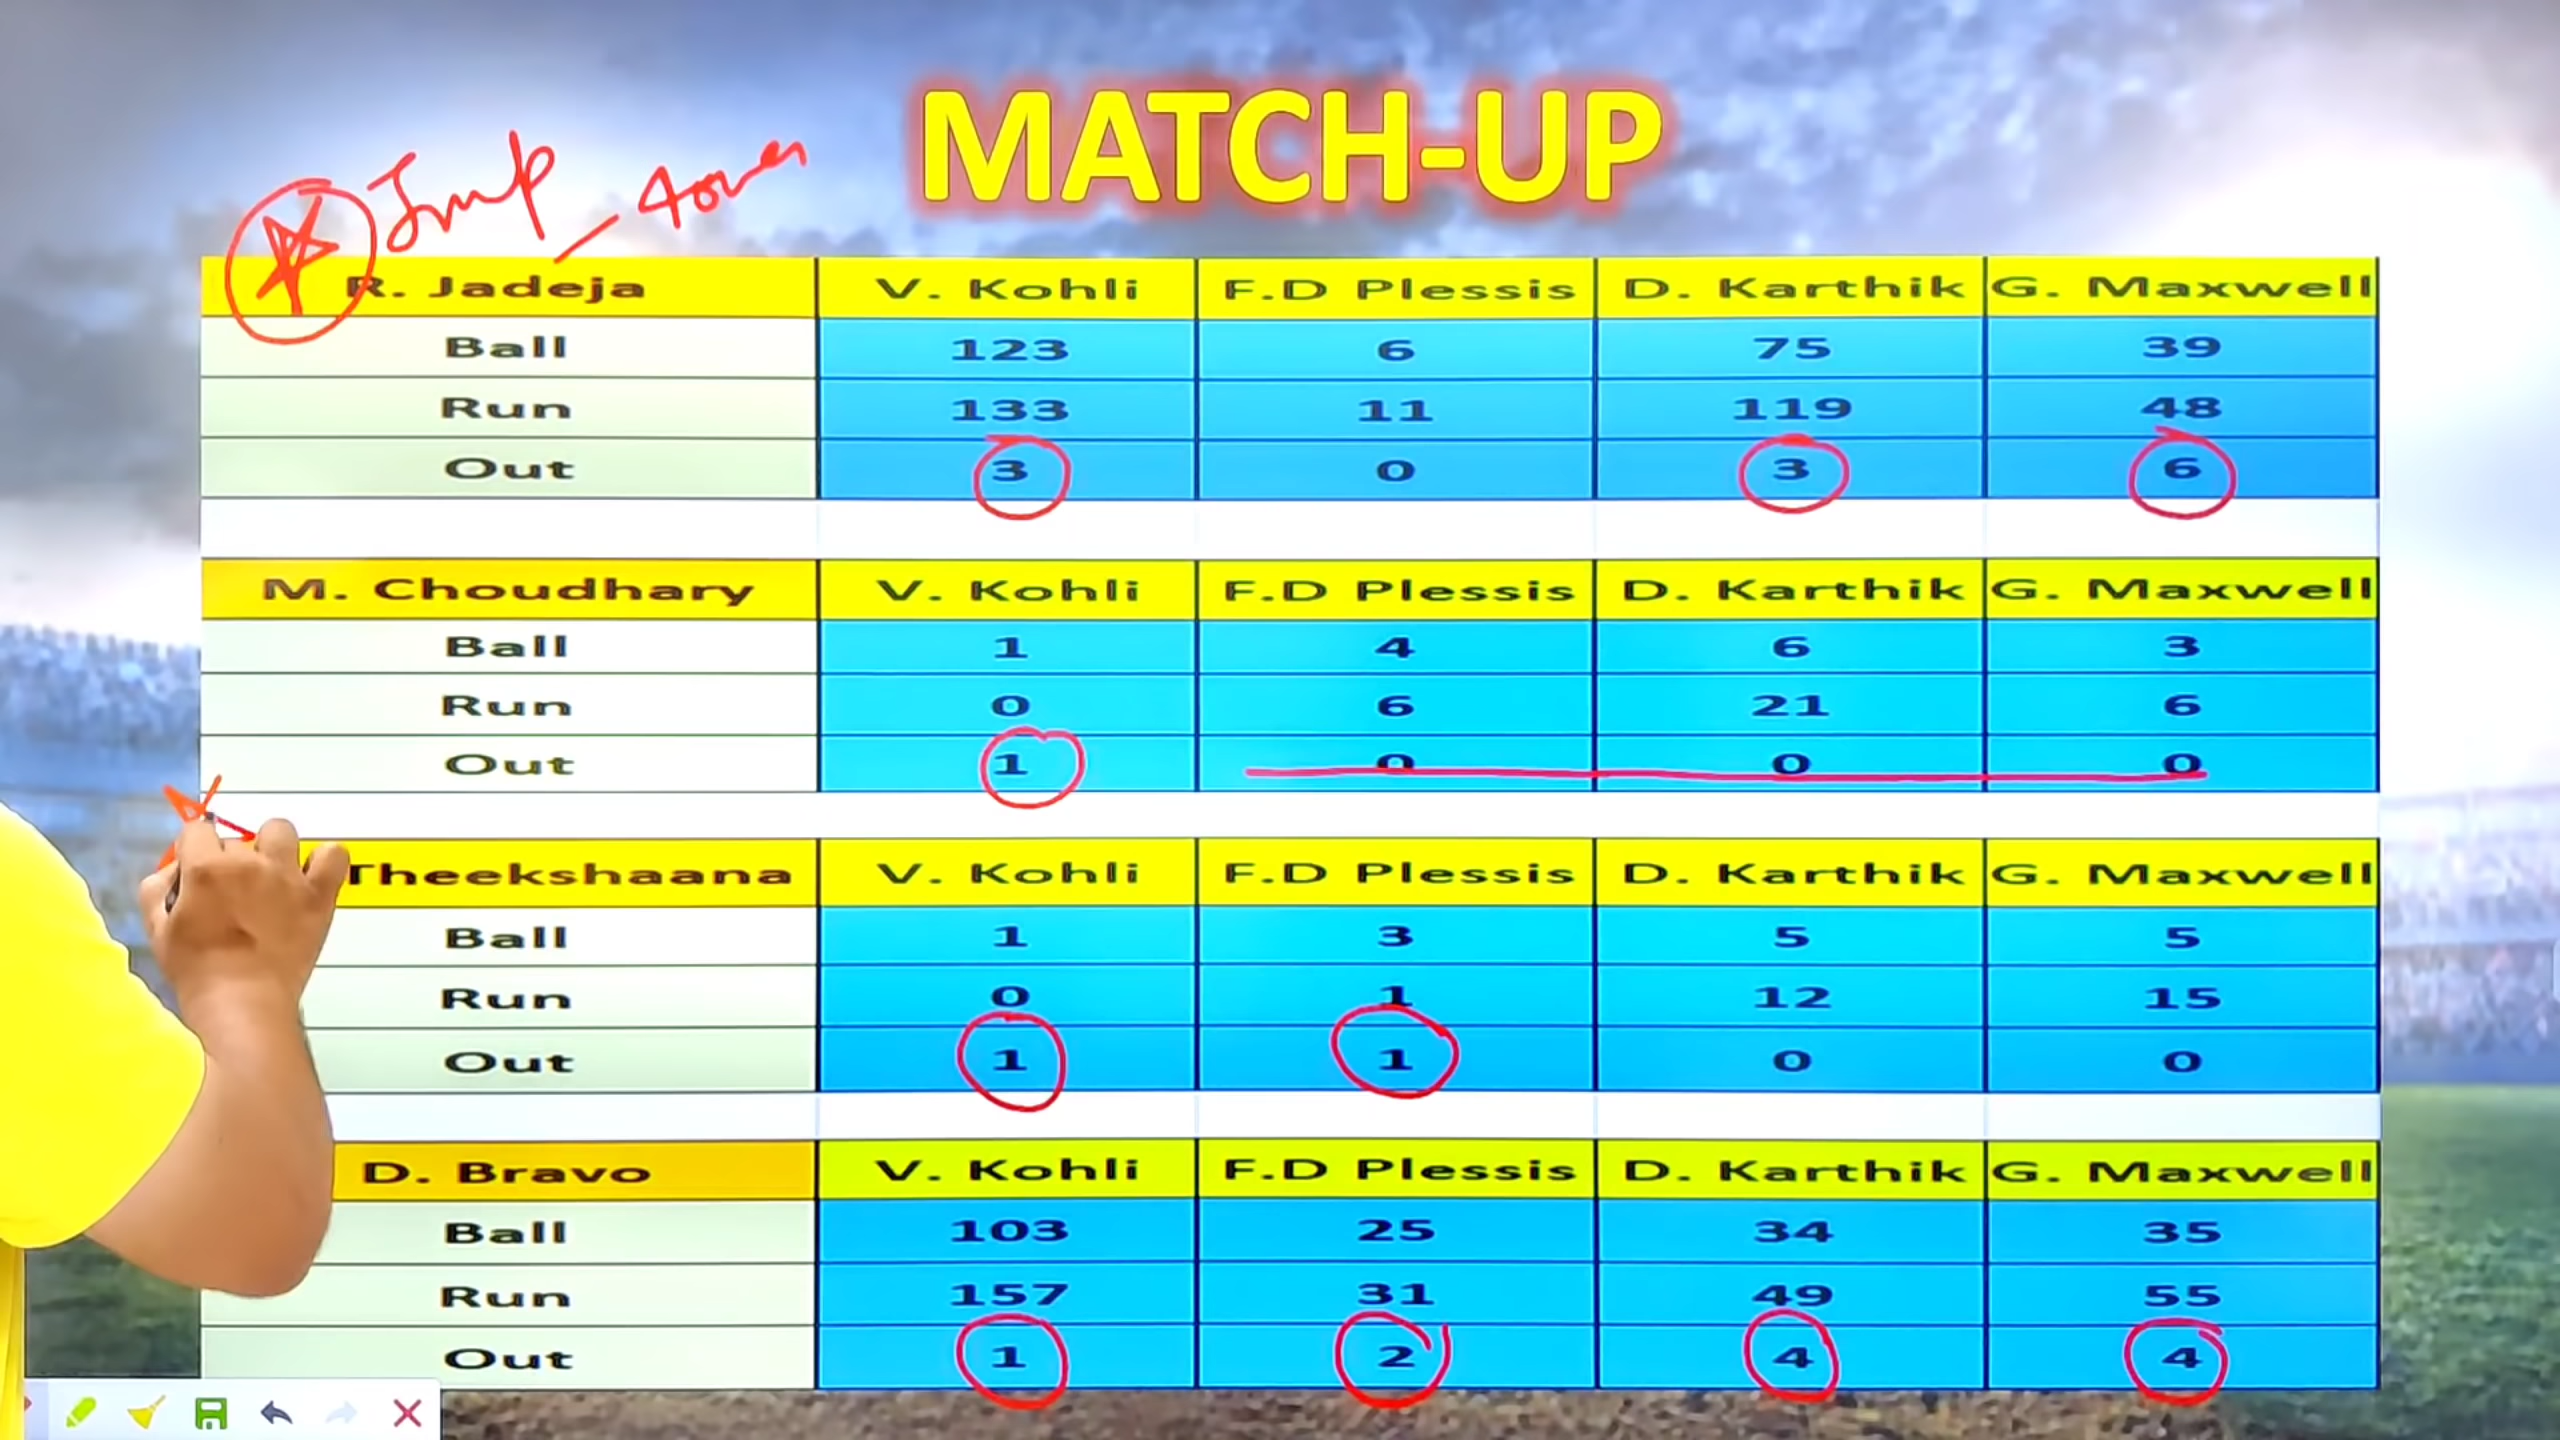 MATCH-UP
Imp - 4over
R. Jadeja V. Kohli F.D Plessis D. Karthik G. Maxwell
Ball 123 6 75 39
Run 133 11 119 48
Out 3 0 3 6
M. Choudhary V. Kohli F.D Plessis D. Karthik G. Maxwell
Ball 1 4 6 3
Run 0 6 21 6
Out 1 0 0 0
Theekshaana V. Kohli F.D Plessis D. Karthik G. Maxwell
Ball 1 3 5 5
Run 0 1 12 15
Out 1 1 0 0
D. Bravo V. Kohli F.D Plessis D. Karthik G. Maxwell
Ball 103 25 34 35
Run 157 31 49 55
Out 1 2 4 4